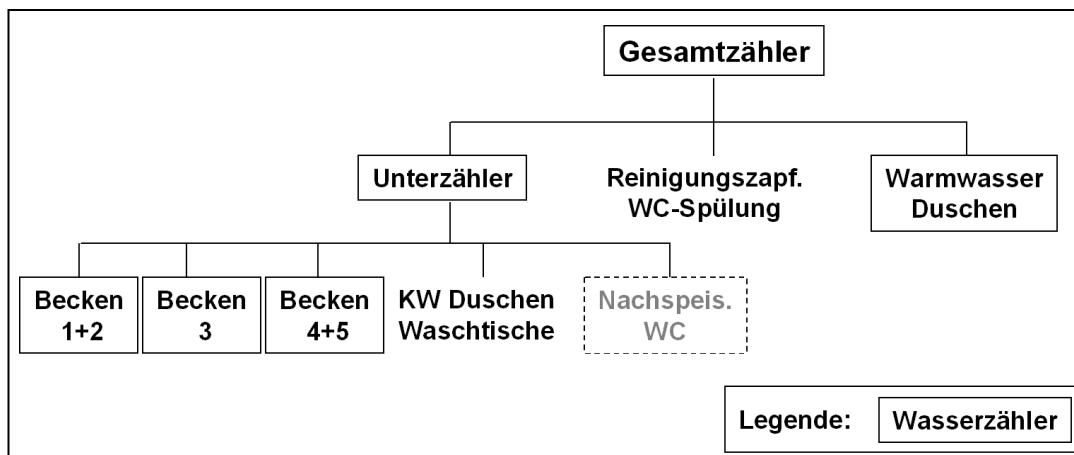 Gesamtzähler
Unterzähler
Reinigungszapf.
WC-Spülung
Warmwasser
Duschen
Becken
1+2
Becken
3
Becken
4+5
KW Duschen
Waschtische
Nachspeis.
WC
Legende: Wasserzähler